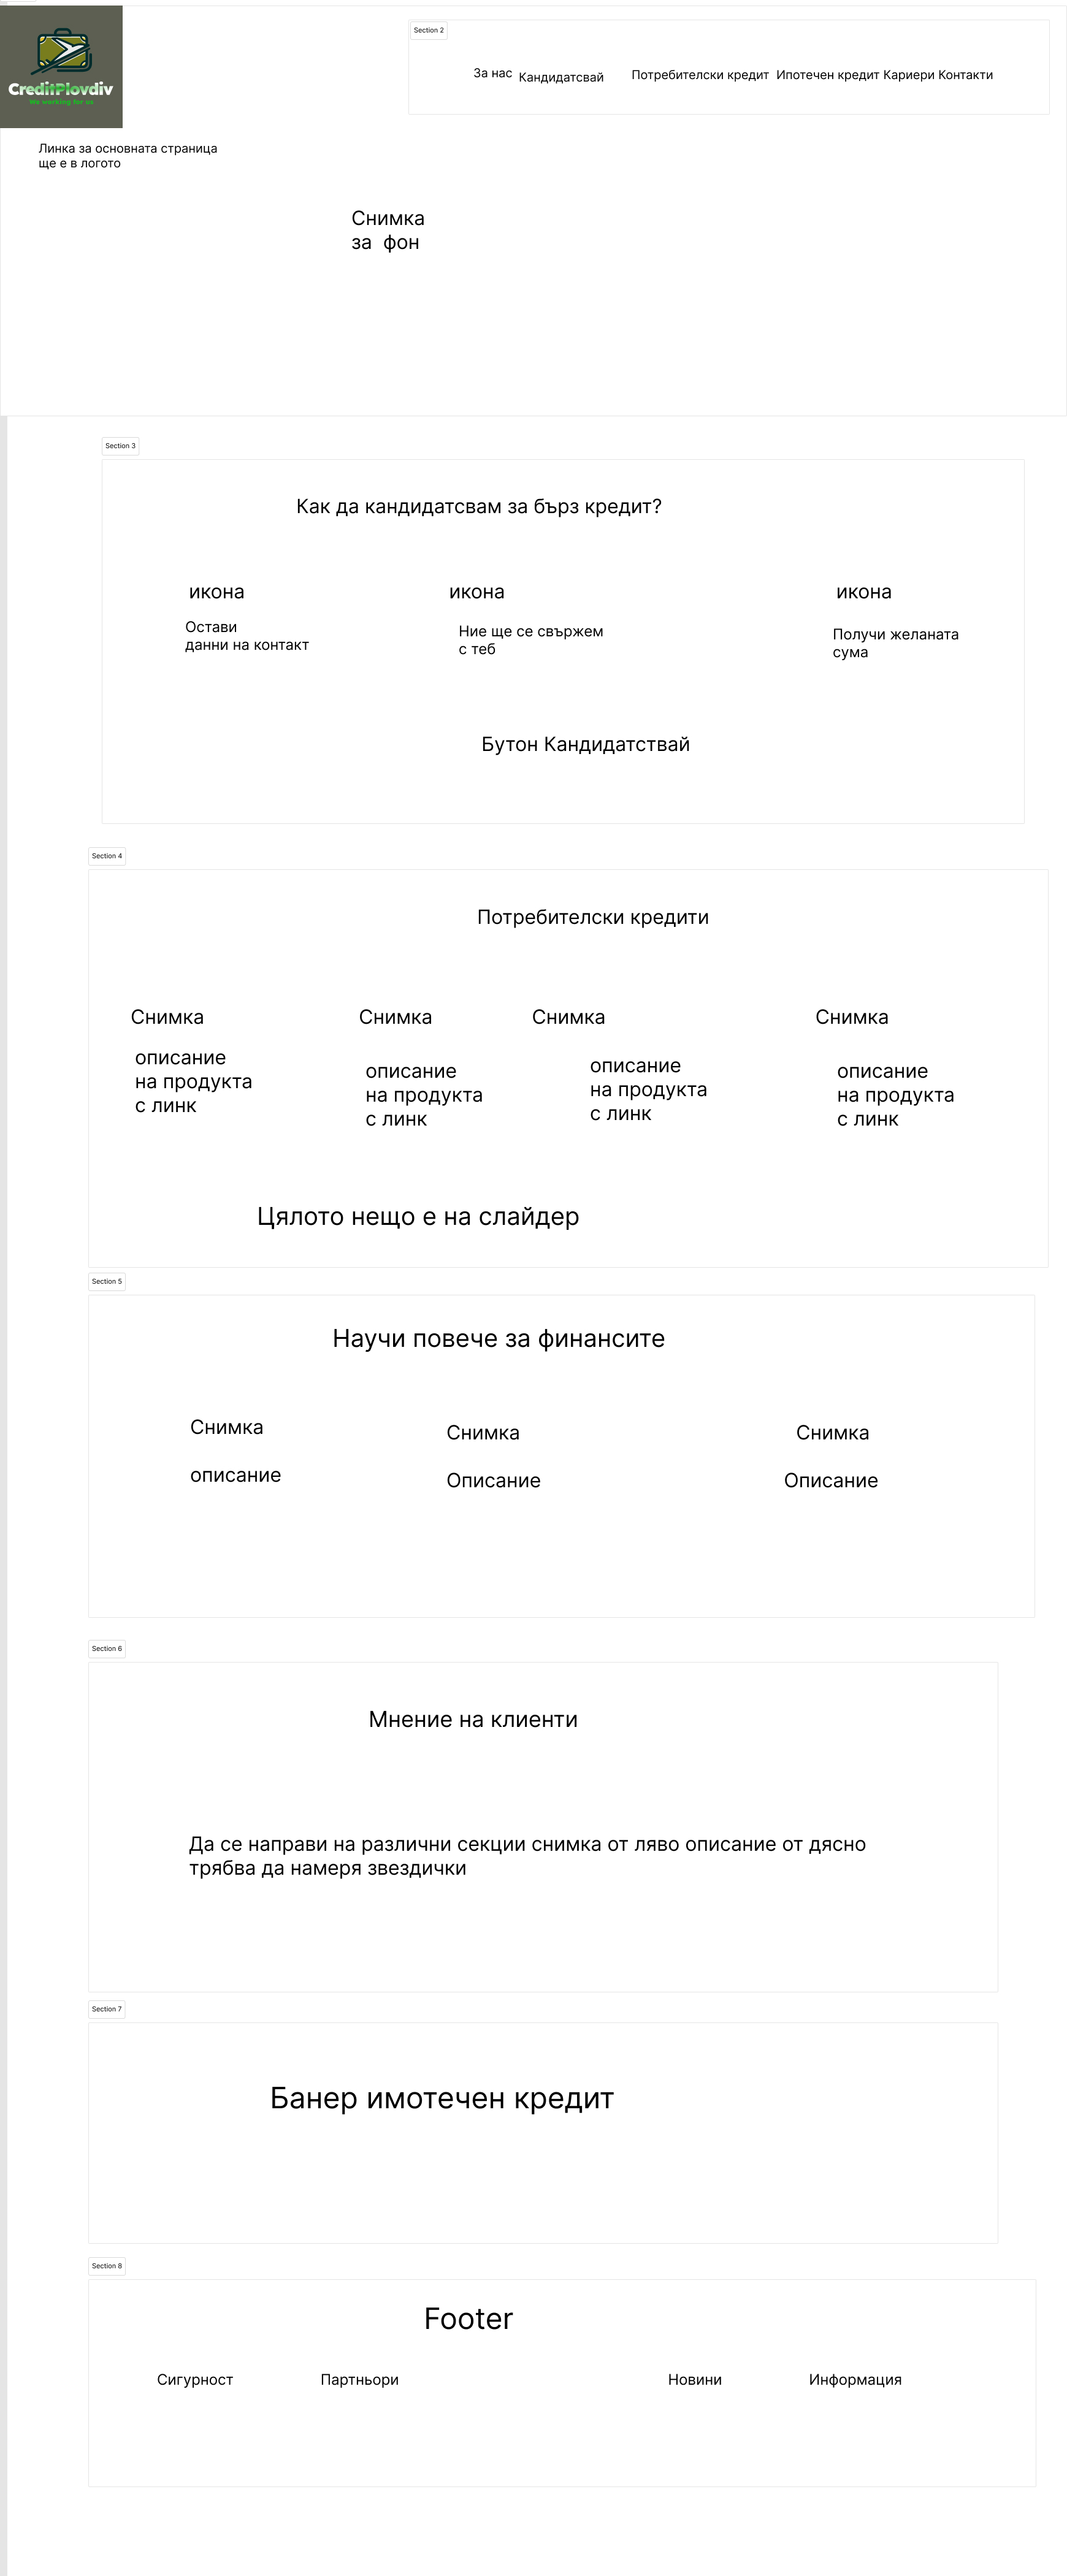 CreditPlovdiv
We working for us
Section 2
За нас
Кандидатсвай
Потребителски кредит
Ипотечен кредит
Кариери
Контакти
Линка за основната страница
ще е в логото
Снимка
за фон
Section 3
Как да кандидатсвам за бърз кредит?
икона
икона
икона
Остави
данни на контакт
Ние ще се свържем
с теб
Получи желаната
сума
Бутон Кандидатствай
Section 4
Потребителски кредити
Снимка
Снимка
Снимка
Снимка
описание
на продукта
с линк
описание
на продукта
с линк
описание
на продукта
с линк
описание
на продукта
с линк
Цялото нещо е на слайдер
Section 5
Научи повече за финансите
Снимка
Снимка
Снимка
описание
Описание
Описание
Section 6
Мнение на клиенти
Да се направи на различни секции снимка от ляво описание от дясно
трябва да намеря звездички
Section 7
Банер имотечен кредит
Section 8
Footer
Сигурност
Партньори
Новини
Информация